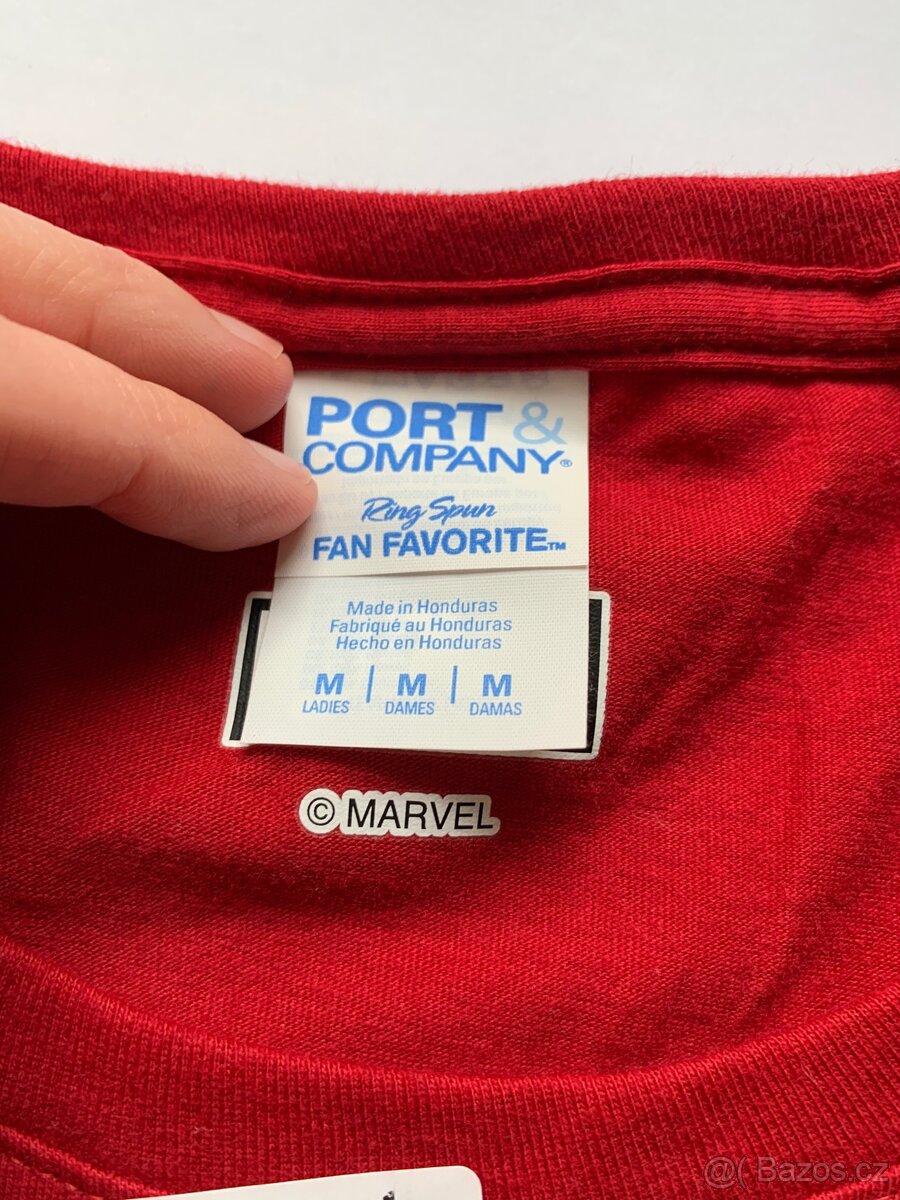 PORT &
COMPANY®
Ring Spun
FAN FAVORITE™
Made in Honduras
Fabriqué au Honduras
Hecho en Honduras
M | M | M
LADIES DAMES DAMAS
© MARVEL
@( Bazos.cz